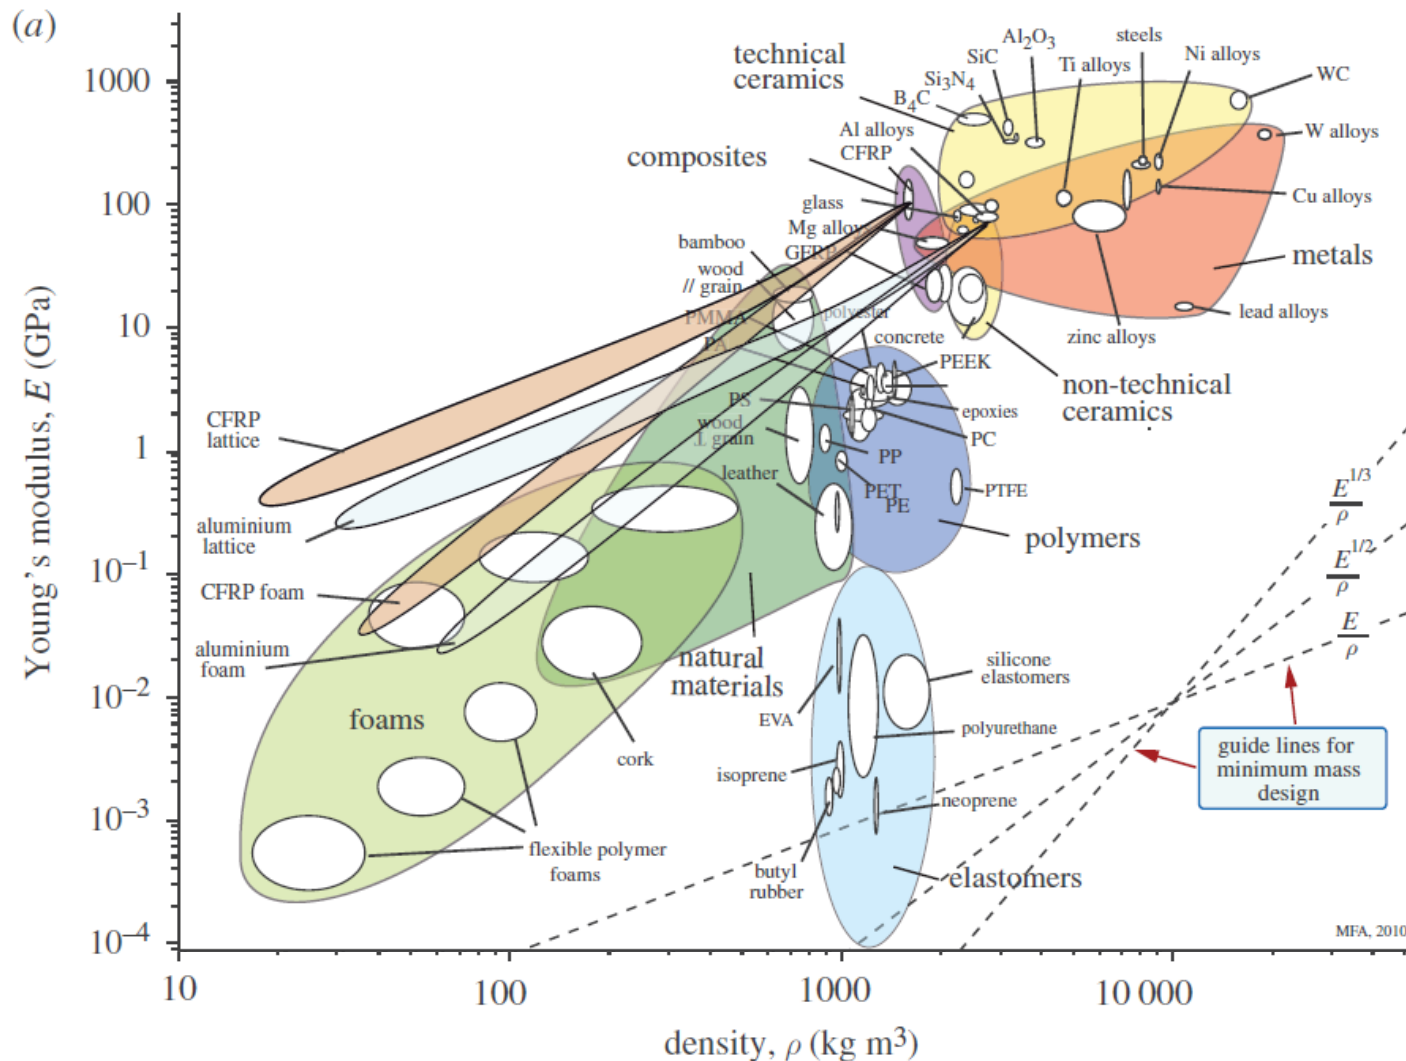 (a)
Young's modulus, E (GPa)
1000
100
10
1
10⁻¹
10⁻²
10⁻³
10⁻⁴
10
100
1000
10 000
density, ρ (kg m³)
technical
ceramics
B₄C
Si₃N₄
SiC
Al₂O₃
Ti alloys
steels
Ni alloys
WC
W alloys
Cu alloys
metals
lead alloys
zinc alloys
Al alloys
CFRP
composites
glass
Mg alloys
GFRP
bamboo
wood
// grain
polyester
PMMA
PA
concrete
PEEK
non-technical
ceramics
epoxies
PS
PC
wood
⊥ grain
PP
leather
PET
PE
PTFE
polymers
CFRP
lattice
aluminium
lattice
CFRP foam
aluminium
foam
foams
natural
materials
cork
EVA
silicone
elastomers
polyurethane
isoprene
neoprene
butyl
rubber
elastomers
flexible polymer
foams
E^{1/3}
ρ
E^{1/2}
ρ
E
ρ
guide lines for
minimum mass
design
MFA, 2010